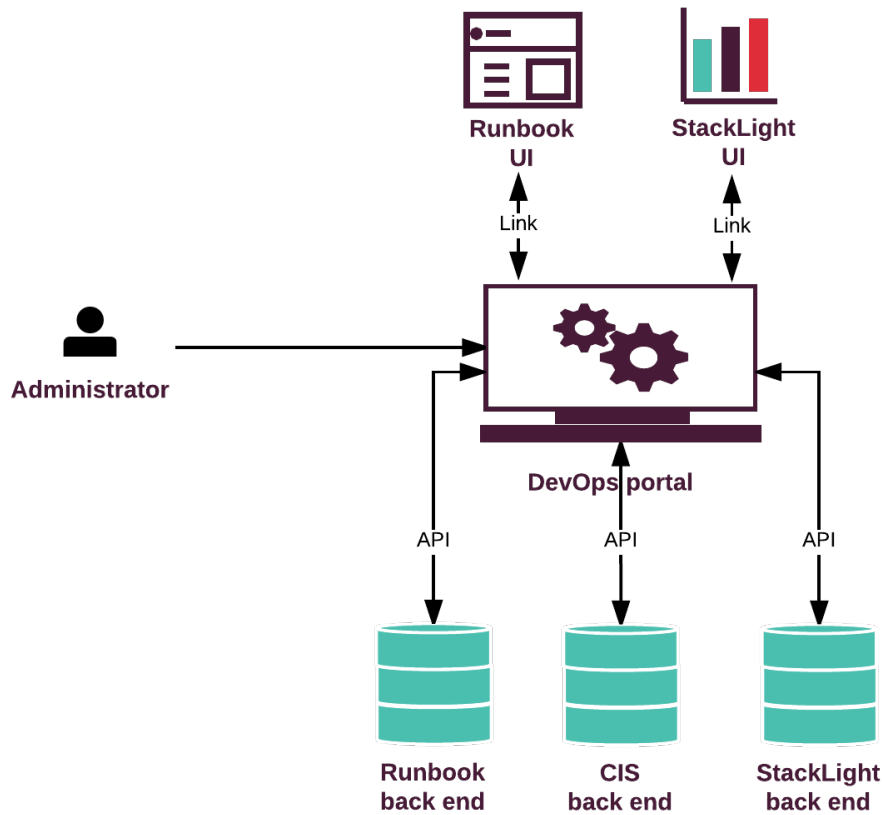 Runbook
UI
StackLight
UI
Link
Link
Administrator
DevOps portal
API
API
API
Runbook
back end
CIS
back end
StackLight
back end